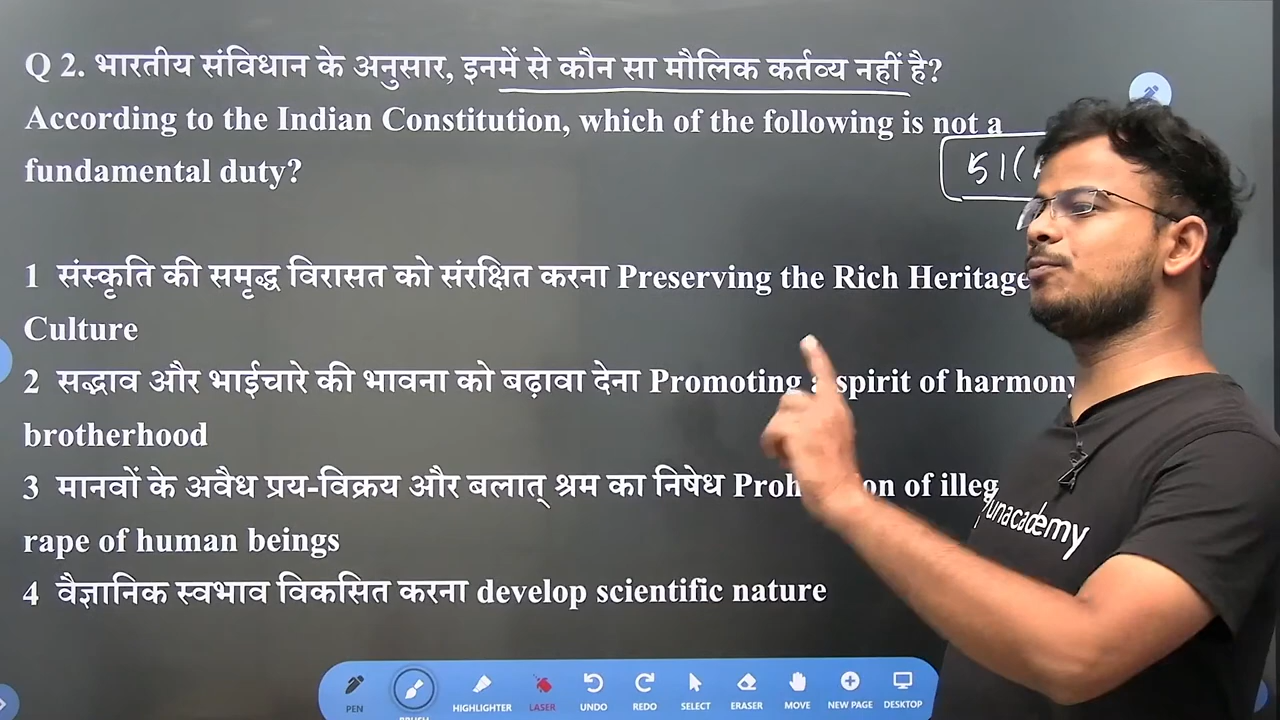 Q 2. भारतीय संविधान के अनुसार, इनमें से कौन सा मौलिक कर्तव्य नहीं है?
According to the Indian Constitution, which of the following is not a
fundamental duty?
51(
1 संस्कृति की समृद्ध विरासत को संरक्षित करना Preserving the Rich Heritage
Culture
2 सद्भाव और भाईचारे की भावना को बढ़ावा देना Promoting a spirit of harmony
brotherhood
3 मानवों के अवैध प्रय-विक्रय और बलात् श्रम का निषेध of illeg
rape of human beings
4 वैज्ञानिक स्वभाव विकसित करना develop scientific nature
unacademy
PEN
BRUSH
HIGHLIGHTER
LASER
UNDO
REDO
SELECT
ERASER
MOVE
NEW PAGE
DESKTOP